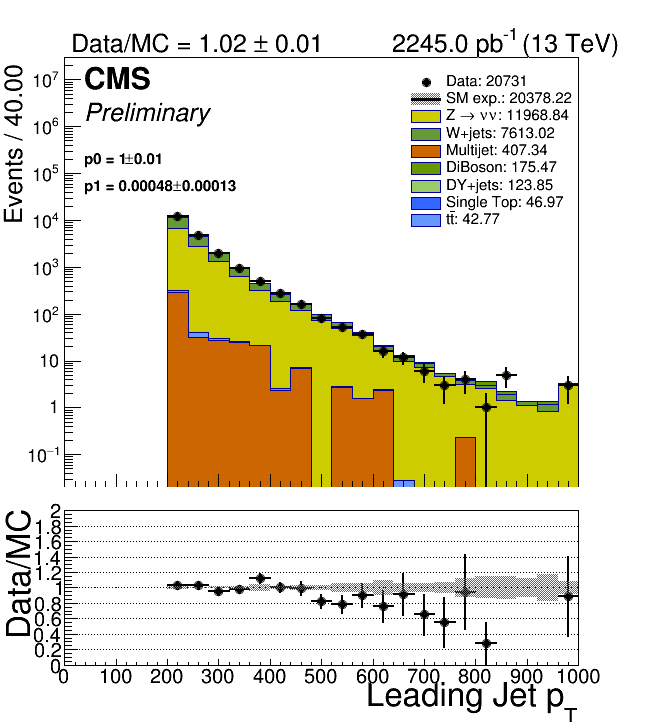 Data/MC = 1.02 ± 0.01 2245.0 pb-1 (13 TeV)
CMS
Preliminary
p0 = 1±0.01
p1 = 0.00048±0.00013
Data: 20731
SM exp.: 20378.22
Z → νν: 11968.84
W+jets: 7613.02
Multijet: 407.34
DiBoson: 175.47
DY+jets: 123.85
Single Top: 46.97
tt̄: 42.77
Events / 40.00
10^7
10^6
10^5
10^4
10^3
10^2
10
1
10^−1
Data/MC
2
1.8
1.6
1.4
1.2
1
0.8
0.6
0.4
0.2
0
0 100 200 300 400 500 600 700 800 900 1000
Leading Jet p_T